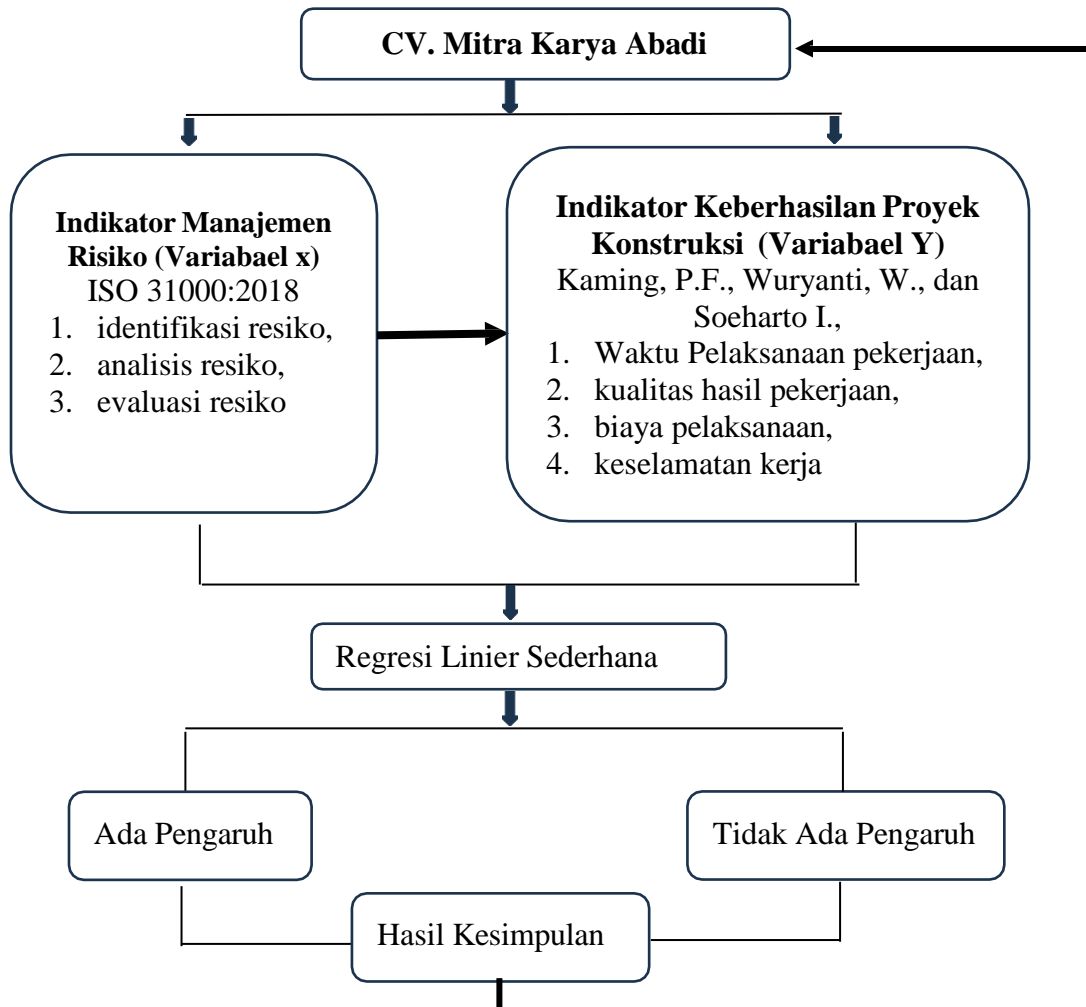 CV. Mitra Karya Abadi
Indikator Manajemen
Risiko (Variabael x)
ISO 31000:2018
1. identifikasi resiko,
2. analisis resiko,
3. evaluasi resiko
Indikator Keberhasilan Proyek
Konstruksi (Variabael Y)
Kaming, P.F., Wuryanti, W., dan
Soeharto I.,
1. Waktu Pelaksanaan pekerjaan,
2. kualitas hasil pekerjaan,
3. biaya pelaksanaan,
4. keselamatan kerja
Regresi Linier Sederhana
Ada Pengaruh
Tidak Ada Pengaruh
Hasil Kesimpulan